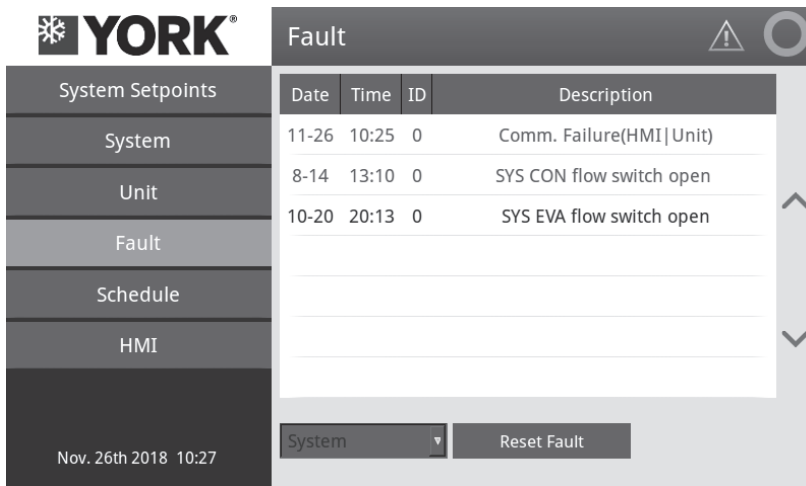 YORK®
Fault
System Setpoints
System
Unit
Fault
Schedule
HMI
Nov. 26th 2018 10:27
Date Time ID Description
11-26 10:25 0 Comm. Failure(HMI|Unit)
8-14 13:10 0 SYS CON flow switch open
10-20 20:13 0 SYS EVA flow switch open
System
Reset Fault